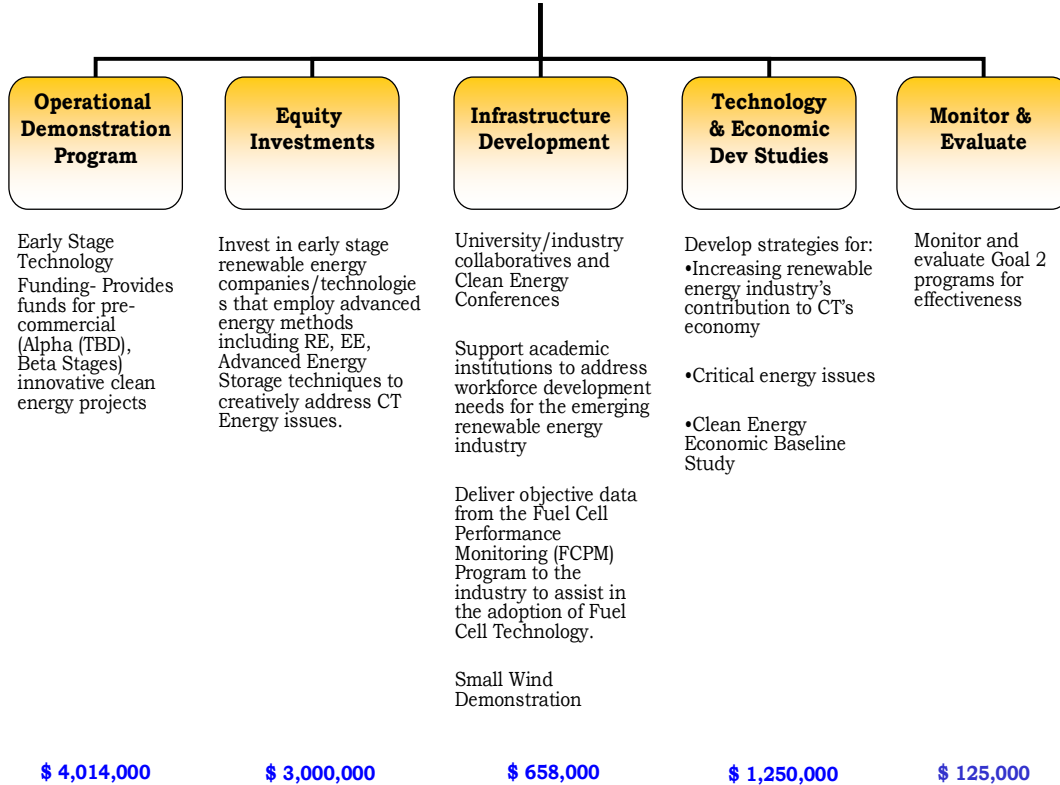 Operational
Demonstration
Program
Early Stage
Technology
Funding- Provides
funds for pre-
commercial
(Alpha (TBD),
Beta Stages)
innovative clean
energy projects
$ 4,014,000
Equity
Investments
Invest in early stage
renewable energy
companies/technologie
s that employ advanced
energy methods
including RE, EE,
Advanced Energy
Storage techniques to
creatively address CT
Energy issues.
$ 3,000,000
Infrastructure
Development
University/industry
collaboratives and
Clean Energy
Conferences
Support academic
institutions to address
workforce development
needs for the emerging
renewable energy
industry
Deliver objective data
from the Fuel Cell
Performance
Monitoring (FCPM)
Program to the
industry to assist in
the adoption of Fuel
Cell Technology.
Small Wind
Demonstration
$ 658,000
Technology
& Economic
Dev Studies
Develop strategies for:
•Increasing renewable
energy industry's
contribution to CT's
economy
•Critical energy issues
•Clean Energy
Economic Baseline
Study
$ 1,250,000
Monitor &
Evaluate
Monitor and
evaluate Goal 2
programs for
effectiveness
$ 125,000